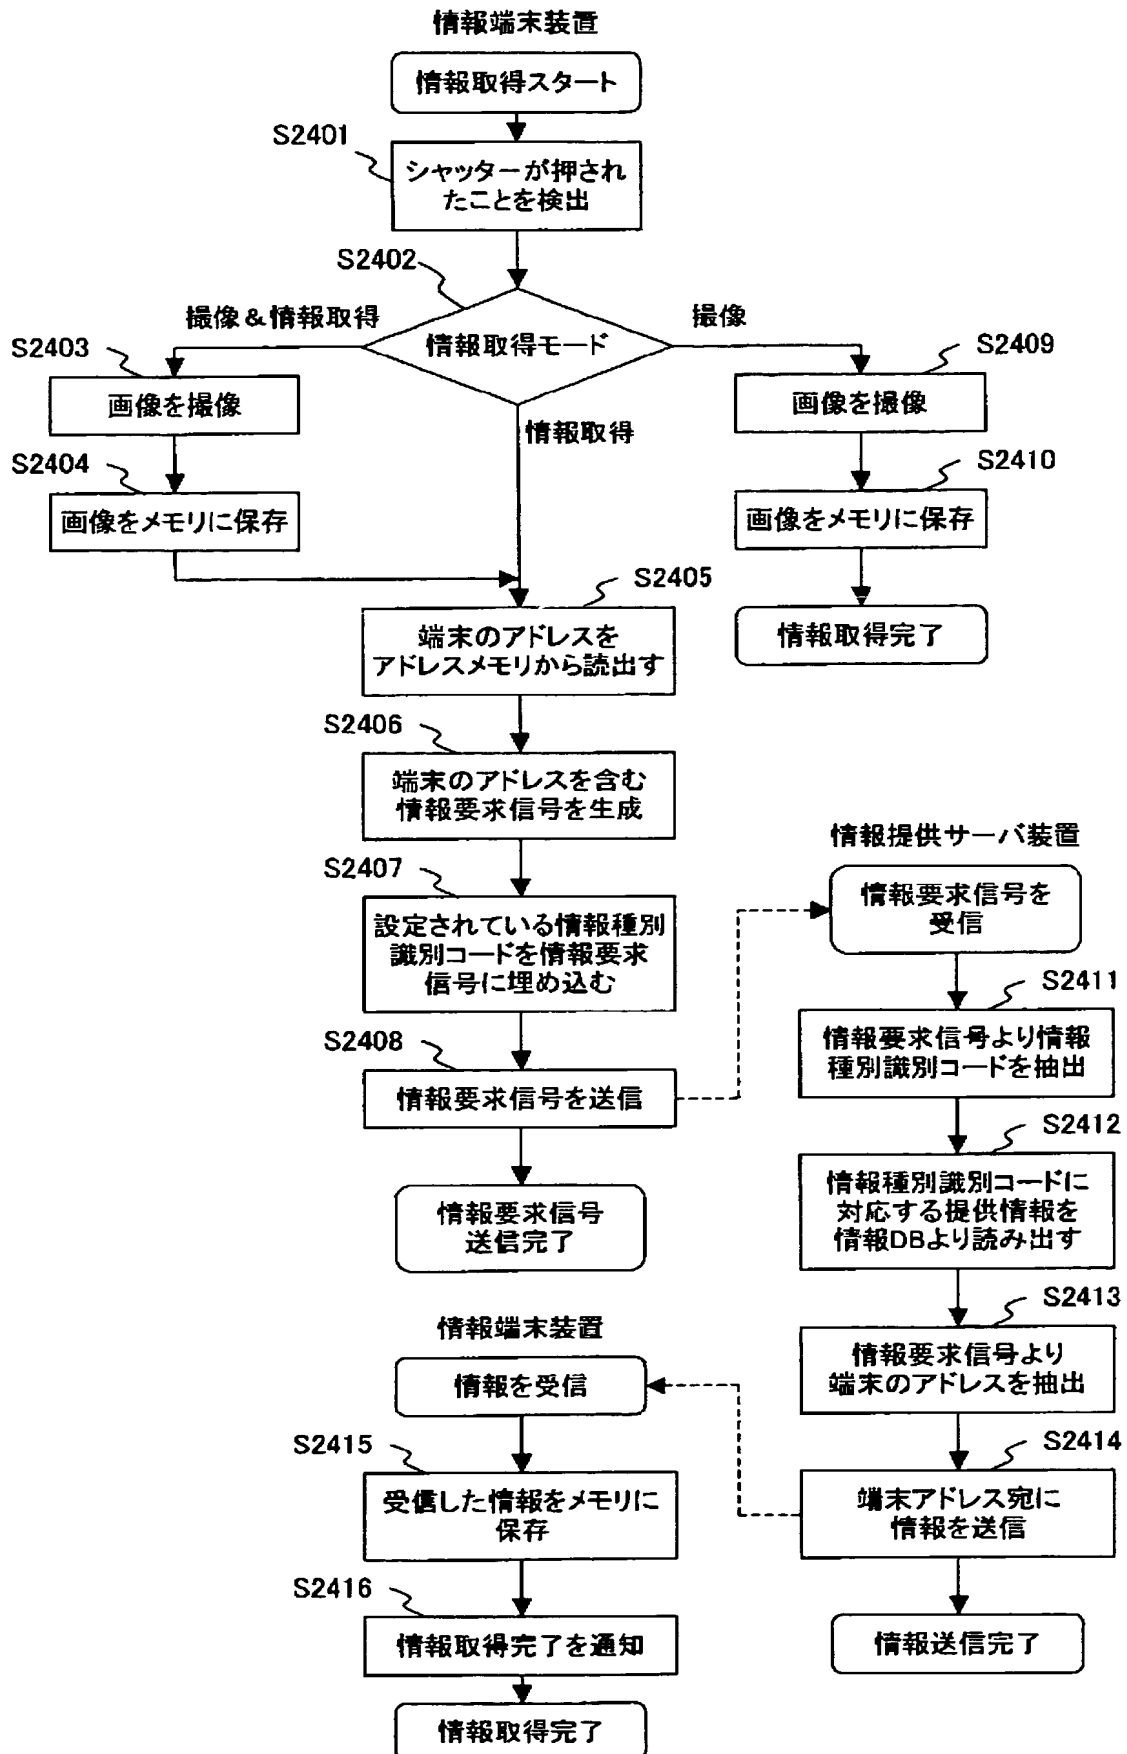 情報端末装置
情報取得スタート
S2401
シャッターが押され
たことを検出
S2402
撮像&情報取得
情報取得モード
撮像
S2403
画像を撮像
情報取得
S2409
画像を撮像
S2404
画像をメモリに保存
S2410
画像をメモリに保存
情報取得完了
S2405
端末のアドレスを
アドレスメモリから読出す
S2406
端末のアドレスを含む
情報要求信号を生成
S2407
設定されている情報種別
識別コードを情報要求
信号に埋め込む
S2408
情報要求信号を送信
情報要求信号
送信完了
情報提供サーバ装置
情報要求信号を
受信
S2411
情報要求信号より情報
種別識別コードを抽出
S2412
情報種別識別コードに
対応する提供情報を
情報DBより読み出す
S2413
情報要求信号より
端末のアドレスを抽出
S2414
端末アドレス宛に
情報を送信
情報送信完了
情報端末装置
情報を受信
S2415
受信した情報をメモリに
保存
S2416
情報取得完了を通知
情報取得完了